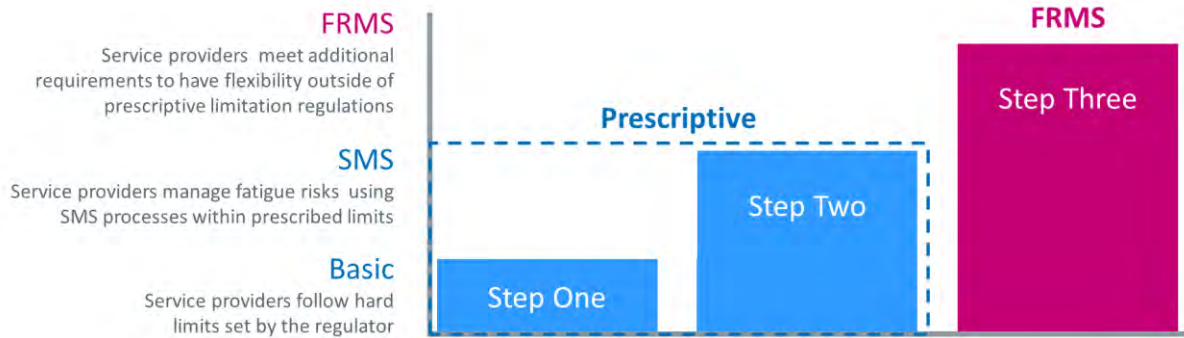 FRMS
Service providers meet additional
requirements to have flexibility outside of
prescriptive limitation regulations
SMS
Service providers manage fatigue risks using
SMS processes within prescribed limits
Basic
Service providers follow hard
limits set by the regulator
Prescriptive
Step One
Step Two
FRMS
Step Three